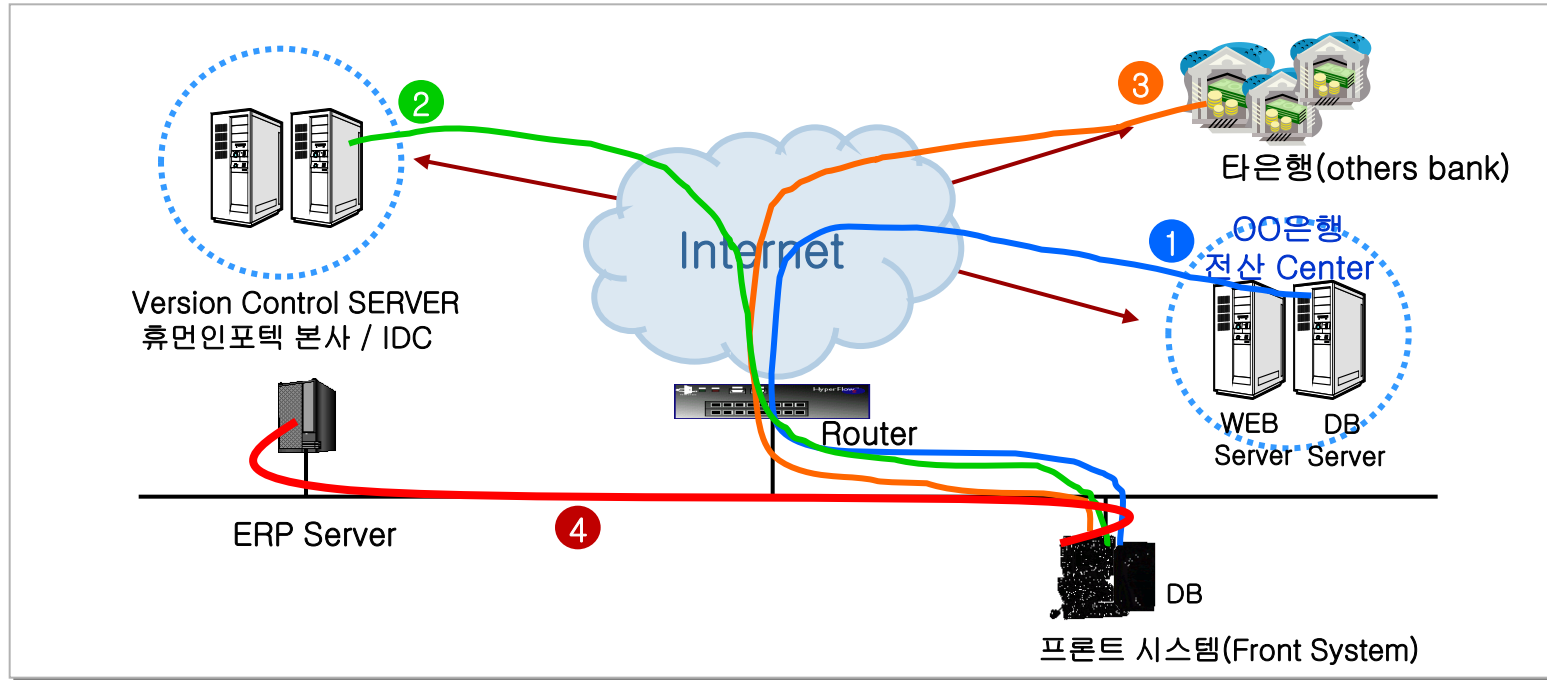 2
3
타은행(others bank)
1
OO은행
전산 Center
Internet
Version Control SERVER
휴먼인포텍 본사 / IDC
HyperFlow
WEB
Server
DB
Server
Router
ERP Server
4
DB
프론트 시스템(Front System)